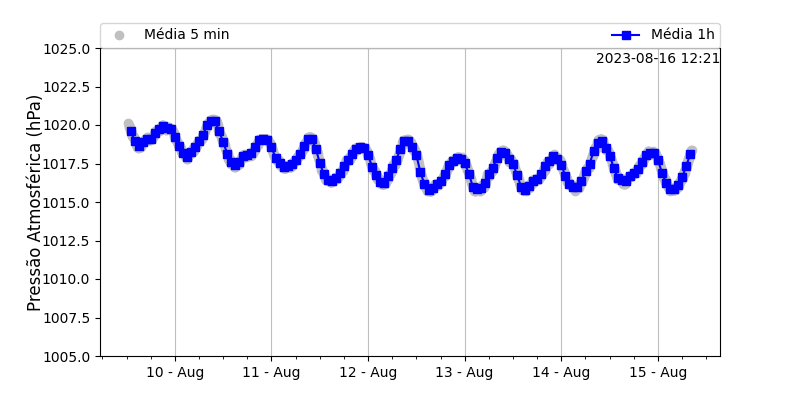 Média 5 min
Média 1h
2023-08-16 12:21
Pressão Atmosférica (hPa)
1025.0
1022.5
1020.0
1017.5
1015.0
1012.5
1010.0
1007.5
1005.0
10 - Aug
11 - Aug
12 - Aug
13 - Aug
14 - Aug
15 - Aug